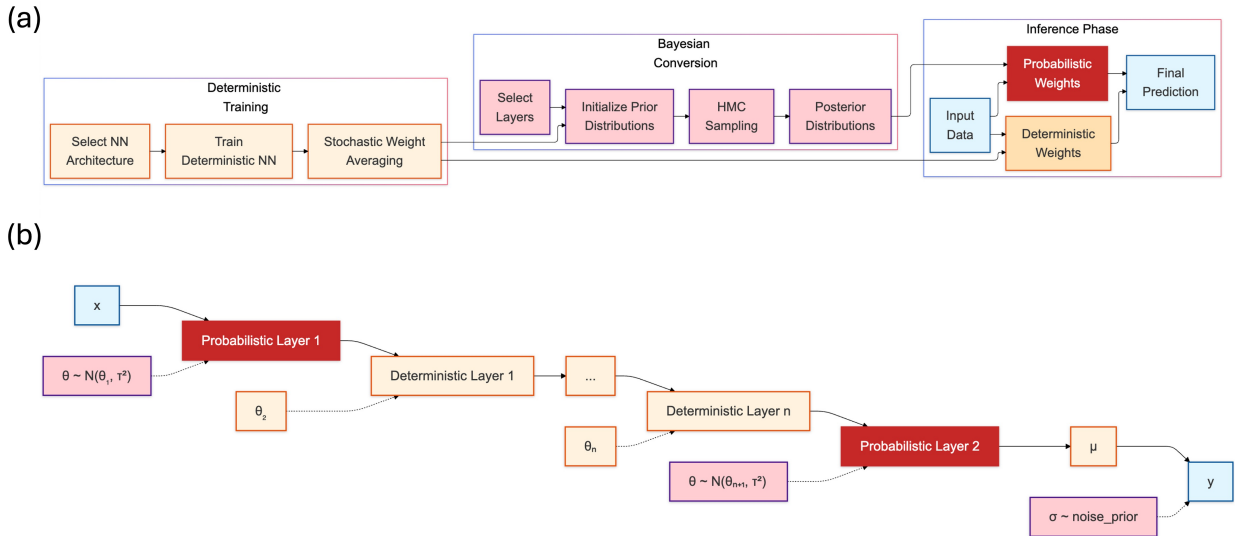 (a)
Deterministic
Training
Select NN
Architecture
Train
Deterministic NN
Stochastic Weight
Averaging
Bayesian
Conversion
Select
Layers
Initialize Prior
Distributions
HMC
Sampling
Posterior
Distributions
Inference Phase
Input
Data
Probabilistic
Weights
Deterministic
Weights
Final
Prediction
(b)
x
Probabilistic Layer 1
θ ~ N(θ₁, τ²)
Deterministic Layer 1
θ₂
...
Deterministic Layer n
θₙ
Probabilistic Layer 2
θ ~ N(θₙ₊₁, τ²)
μ
y
σ ~ noise_prior